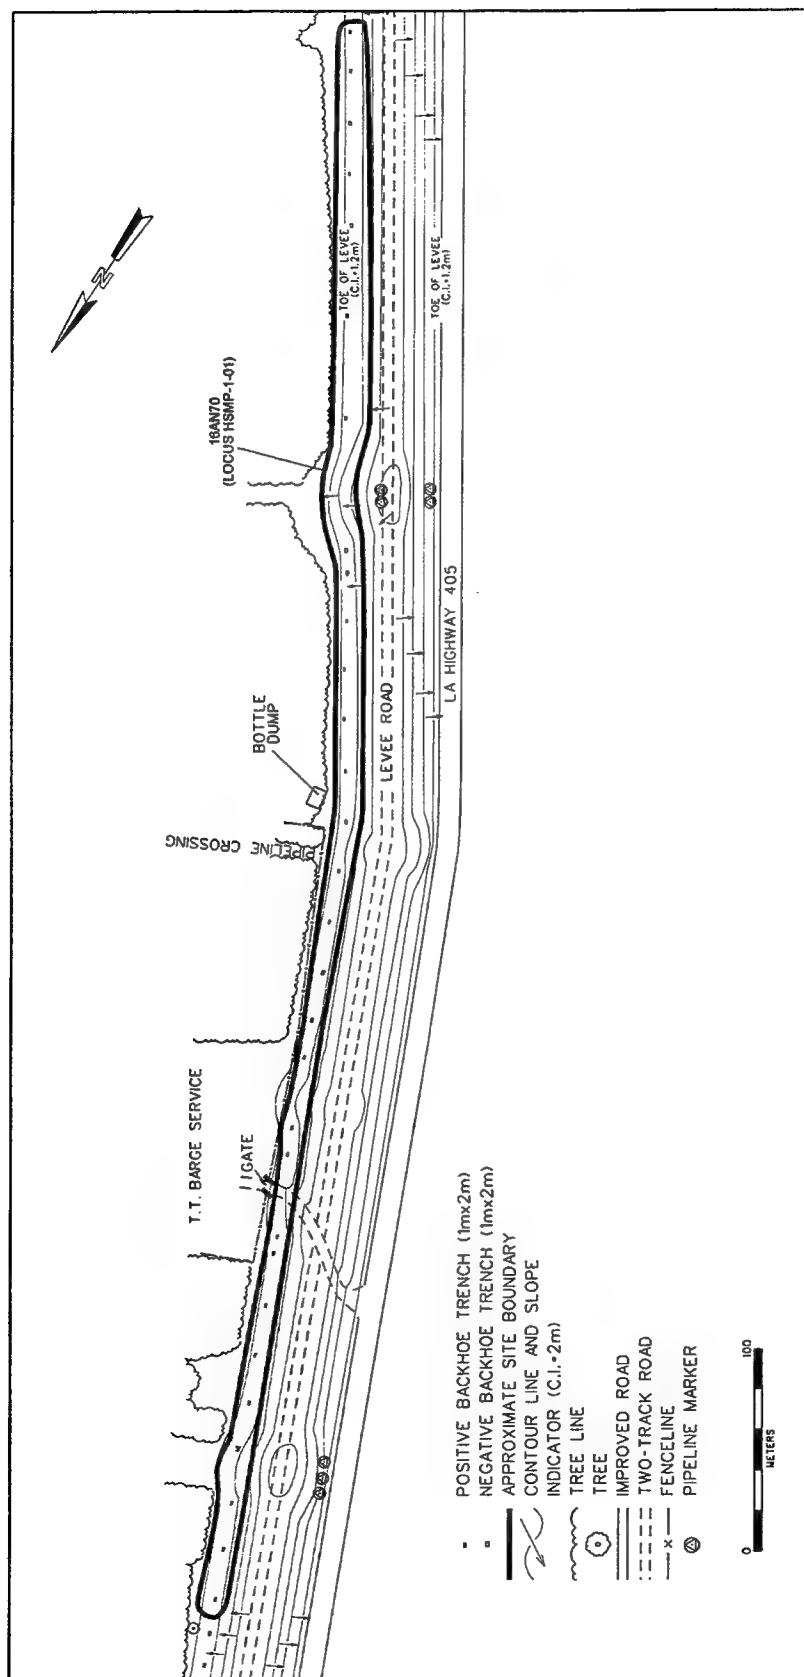 N
16AN70
(LOCUS HSMP-1-01)
TOE OF LEVEE
(C.I.=1.2m)
TOE OF LEVEE
(C.I.=1.2m)
LA HIGHWAY 405
LEVEE ROAD
BOTTLE
DUMP
PIPELINE CROSSING
T.T. BARGE SERVICE
GATE
POSITIVE BACKHOE TRENCH (1mx2m)
NEGATIVE BACKHOE TRENCH (1mx2m)
APPROXIMATE SITE BOUNDARY
CONTOUR LINE AND SLOPE
INDICATOR (C.I.=2m)
TREE LINE
TREE
IMPROVED ROAD
TWO-TRACK ROAD
FENCELINE
PIPELINE MARKER
0 100
METERS